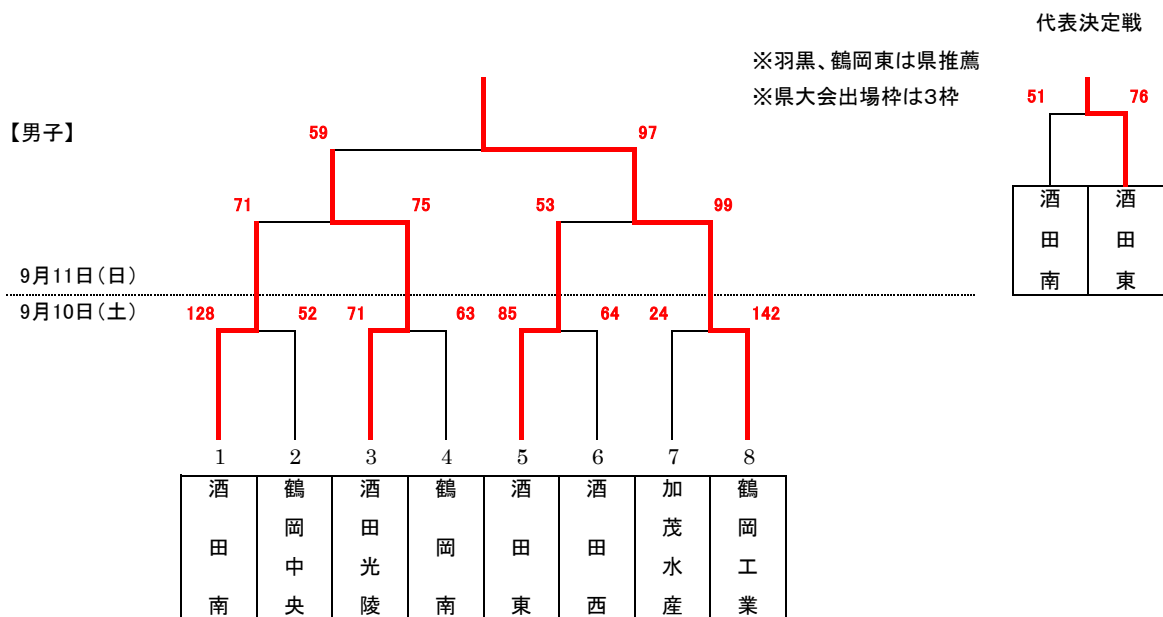 代表決定戦
※羽黒、鶴岡東は県推薦
※県大会出場枠は3枠
51 76
【男子】
59 97
酒田南 酒田東
71 75 53 99
9月11日(日)
9月10日(土)
128 52 71 63 85 64 24 142
1 2 3 4 5 6 7 8
酒田南 鶴岡中央 酒田光陵 鶴岡南 酒田東 酒田西 加茂水産 鶴岡工業